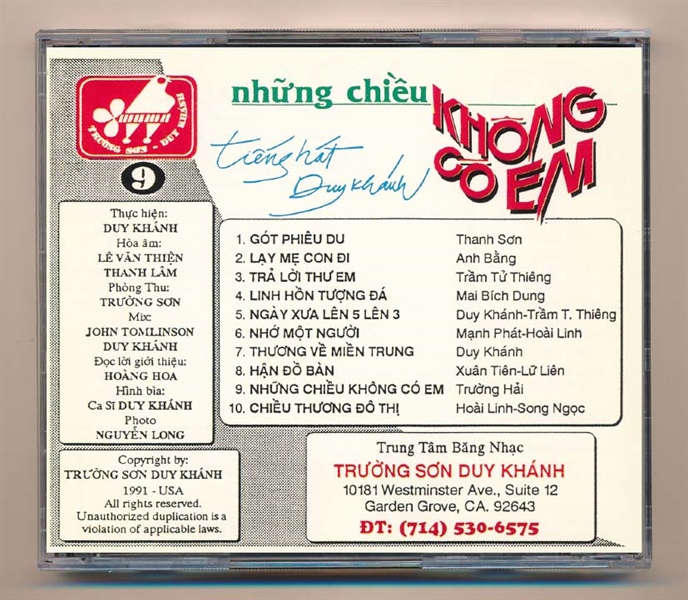 TRƯỜNG SƠN - DUY KHÁNH
9
những chiều
KHÔNG
CÓ EM
tiếng hát
Duy Khánh
Thực hiện:
DUY KHÁNH
Hòa âm:
LÊ VĂN THIỆN
THANH LÂM
Phòng Thu:
TRƯỜNG SƠN
Mix:
JOHN TOMLINSON
DUY KHÁNH
Đọc lời giới thiệu:
HOÀNG HOA
Hình bìa:
Ca Sĩ DUY KHÁNH
Photo
NGUYỄN LONG
Copyright by:
TRƯỜNG SƠN DUY KHÁNH
1991 - USA
All rights reserved.
Unauthorized duplication is a
violation of applicable laws.
1. GÓT PHIÊU DU Thanh Sơn
2. LẠY MẸ CON ĐI Anh Bằng
3. TRẢ LỜI THƯ EM Trầm Tử Thiêng
4. LINH HỒN TƯỢNG ĐÁ Mai Bích Dung
5. NGÀY XƯA LÊN 5 LÊN 3 Duy Khánh-Trầm T. Thiêng
6. NHỚ MỘT NGƯỜI Mạnh Phát-Hoài Linh
7. THƯƠNG VỀ MIỀN TRUNG Duy Khánh
8. HẬN ĐỒ BÀN Xuân Tiên-Lữ Liên
9. NHỮNG CHIỀU KHÔNG CÓ EM Trường Hải
10. CHIỀU THƯƠNG ĐÔ THỊ Hoài Linh-Song Ngọc
Trung Tâm Băng Nhạc
TRƯỜNG SƠN DUY KHÁNH
10181 Westminster Ave., Suite 12
Garden Grove, CA. 92643
ĐT: (714) 530-6575